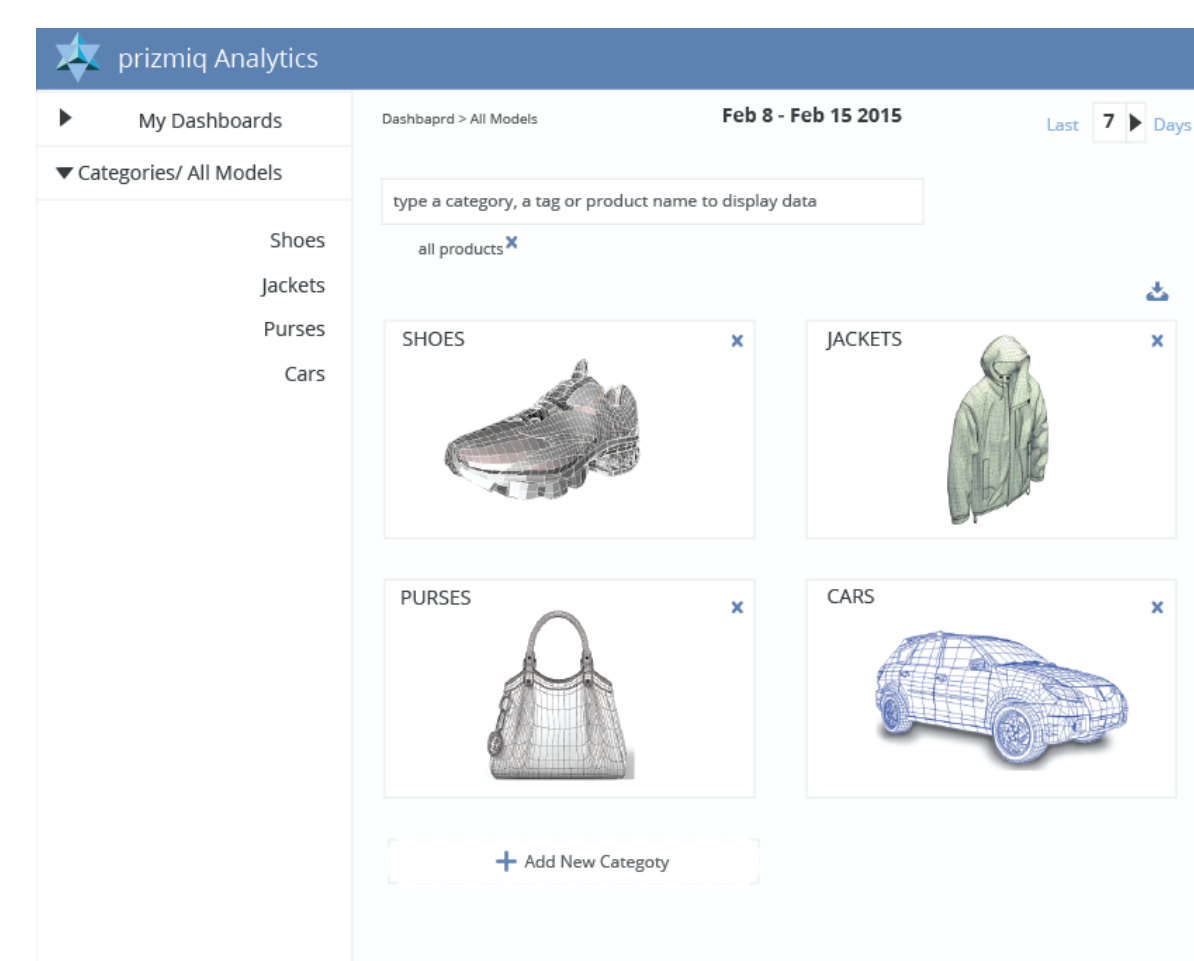 prizmiq Analytics
My Dashboards
Dashbaprd > All Models
Feb 8 - Feb 15 2015
Last 7 Days
Categories/ All Models
type a category, a tag or product name to display data
all products
Shoes
Jackets
Purses
Cars
SHOES
JACKETS
PURSES
CARS
Add New Categoty